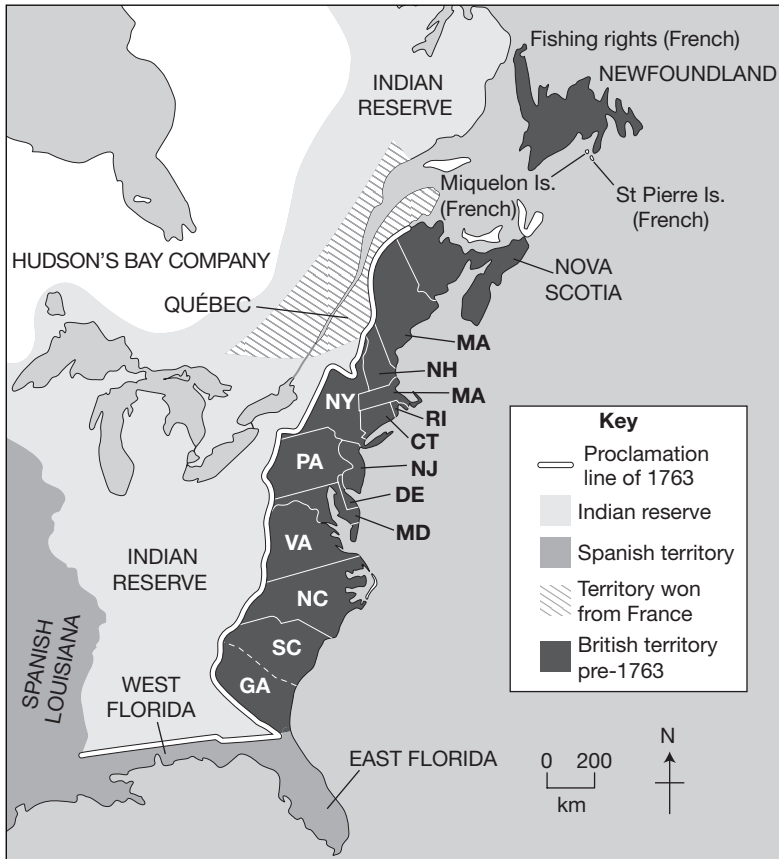 Fishing rights (French)
NEWFOUNDLAND
INDIAN
RESERVE
Miquelon Is.
(French)
St Pierre Is.
(French)
HUDSON'S BAY COMPANY
NOVA
SCOTIA
QUÉBEC
MA
NH
MA
NY
RI
CT
PA
NJ
DE
MD
VA
INDIAN
RESERVE
NC
SC
GA
SPANISH
LOUISIANA
WEST
FLORIDA
EAST FLORIDA
Key
Proclamation
line of 1763
Indian reserve
Spanish territory
Territory won
from France
British territory
pre-1763
0 200
km
N